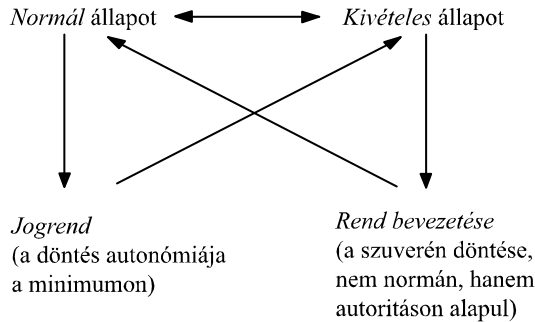 Normál állapot
Kivételes állapot
Jogrend
(a döntés autonómiája
a minimumon)
Rend bevezetése
(a szuverén döntése,
nem normán, hanem
autoritáson alapul)